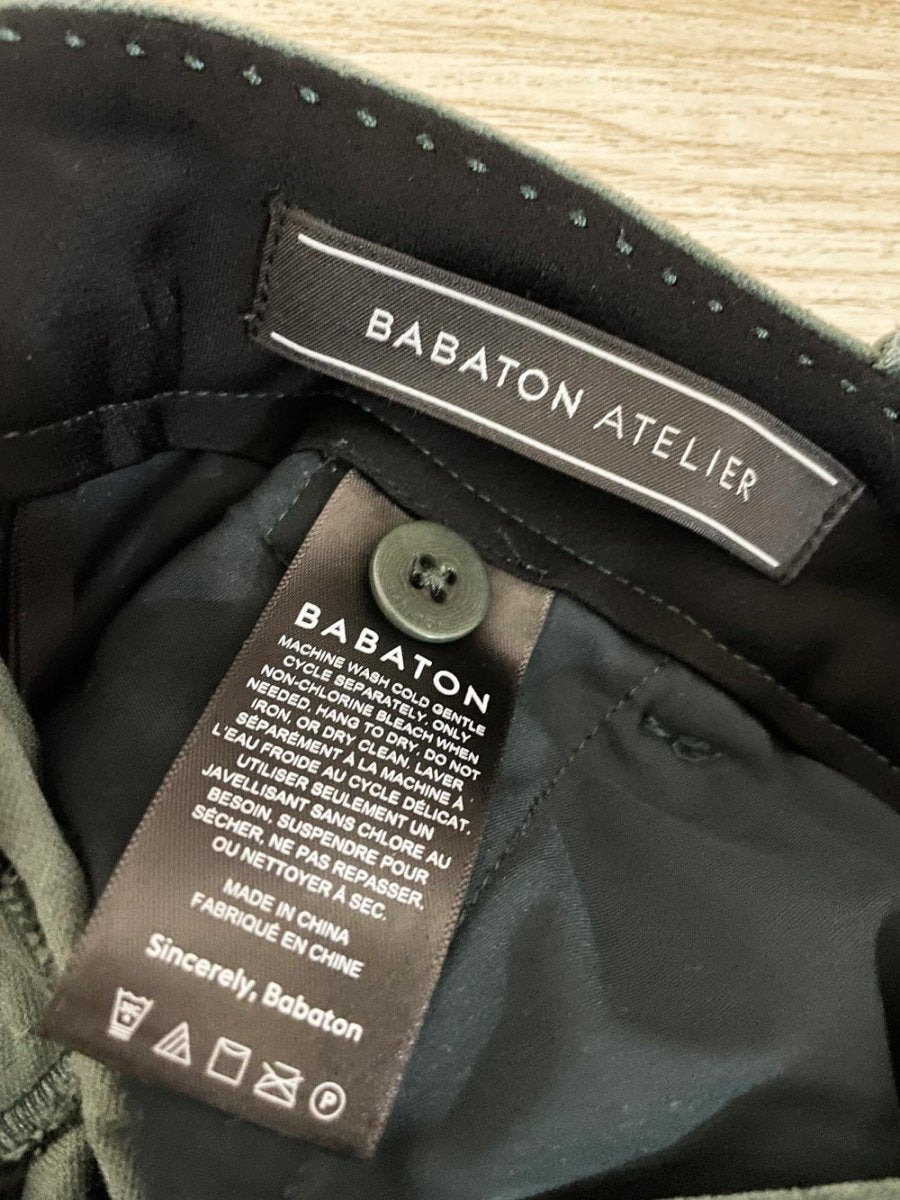 BABATON ATELIER
BABATON
MACHINE WASH COLD GENTLE
CYCLE SEPARATELY. ONLY
NON-CHLORINE BLEACH WHEN
NEEDED. HANG TO DRY. DO NOT
IRON, OR DRY CLEAN. LAVER
SÉPARÉMENT À LA MACHINE À
L'EAU FROIDE AU CYCLE DÉLICAT.
UTILISER SEULEMENT UN
JAVELLISANT SANS CHLORE AU
BESOIN, SUSPENDRE POUR
SÉCHER, NE PAS REPASSER,
OU NETTOYER À SEC.
MADE IN CHINA
FABRIQUÉ EN CHINE
Sincerely, Babaton
P